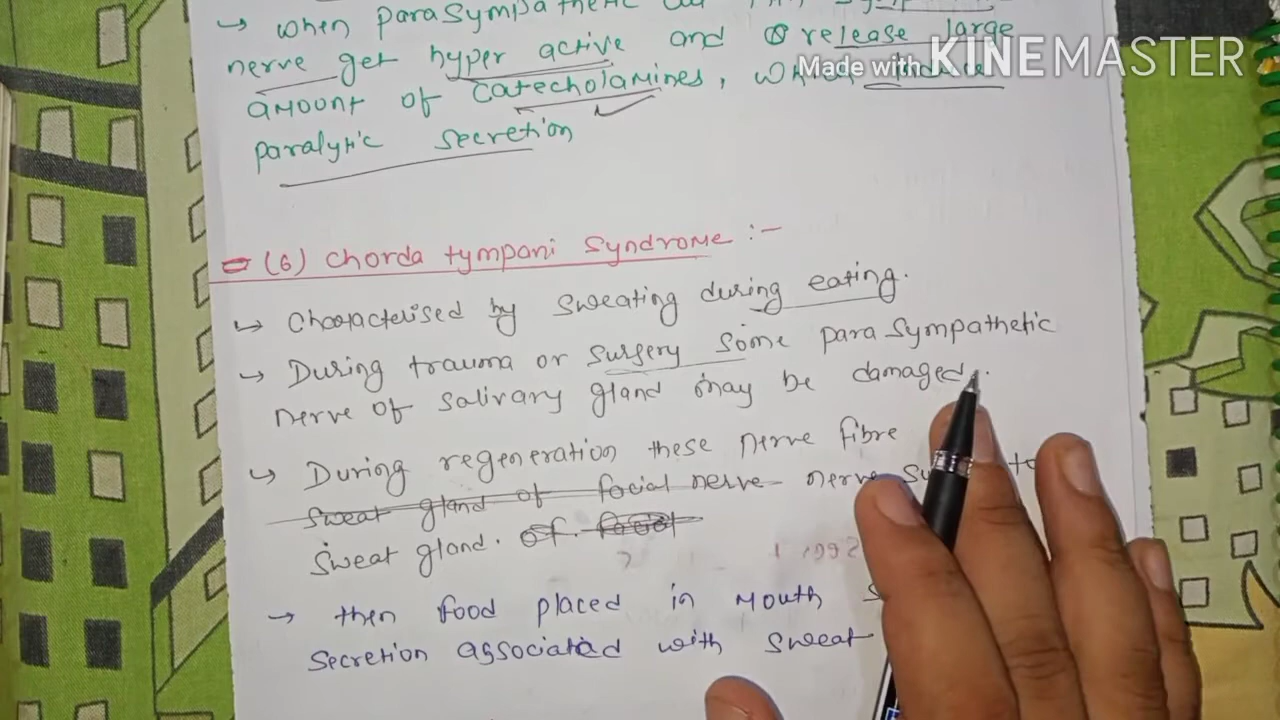 → when parasympathetic
nerve get hyper active and release large
Made with KINEMASTER
amount of catecholamines,
paralytic secretion
(6) Chorda tympani Syndrome :-
→ Characterised by sweating during eating.
→ During trauma or surgery some parasympathetic
nerve of salivary gland may be damaged.
→ During regeneration these nerve fibre
sweat gland of facial nerve nerve
sweat gland. of
→ then food placed in mouth
secretion associated with sweat